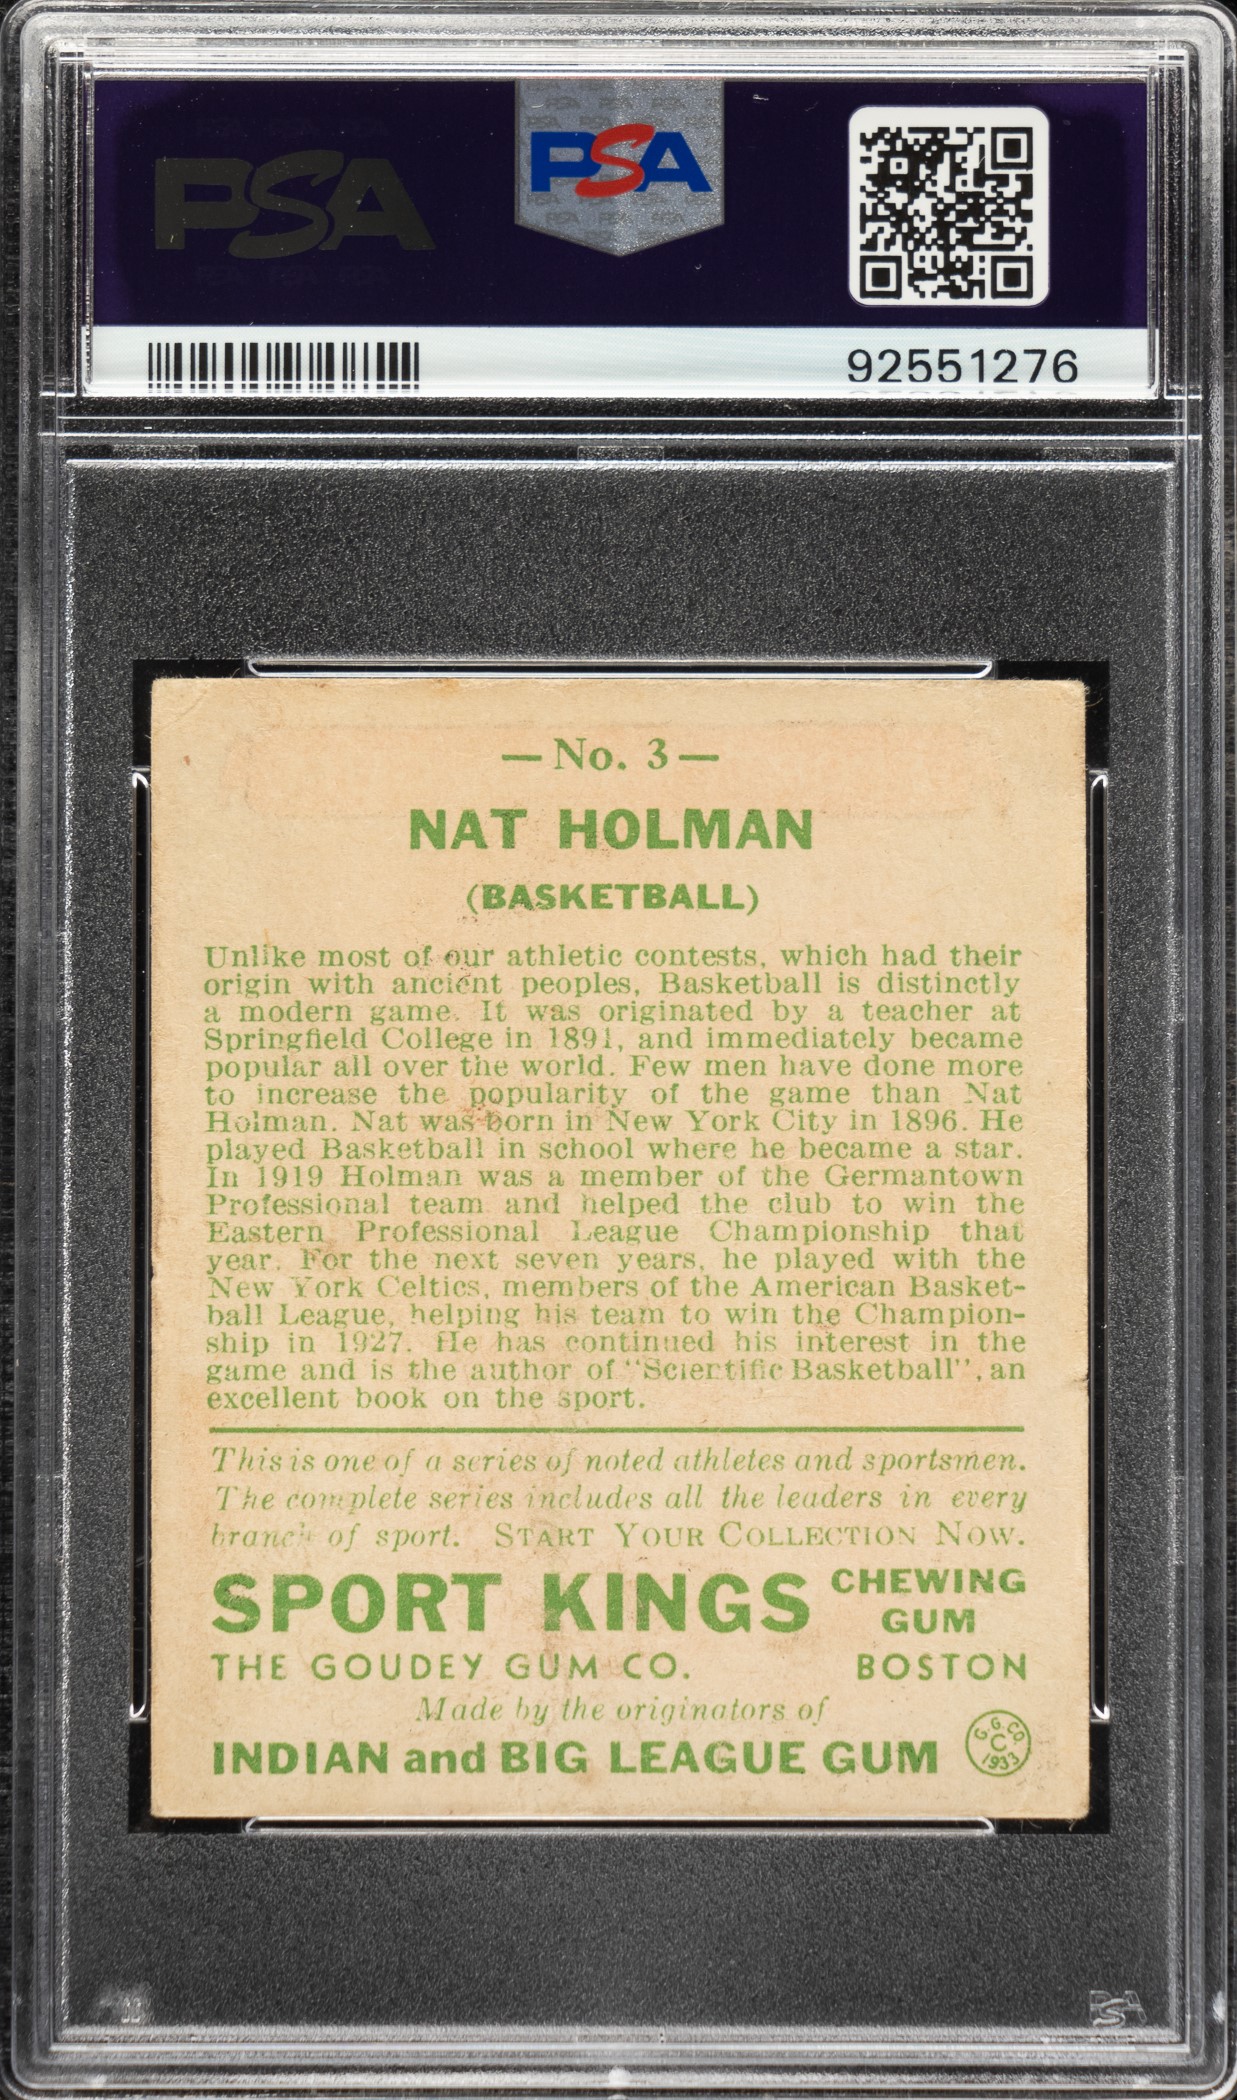 PSA
PSA
92551276
— No. 3 —
NAT HOLMAN
(BASKETBALL)
Unlike most of our athletic contests, which had their
origin with ancient peoples, Basketball is distinctly
a modern game. It was originated by a teacher at
Springfield College in 1891, and immediately became
popular all over the world. Few men have done more
to increase the popularity of the game than Nat
Holman. Nat was born in New York City in 1896. He
played Basketball in school where he became a star.
In 1919 Holman was a member of the Germantown
Professional team and helped the club to win the
Eastern Professional League Championship that
year. For the next seven years, he played with the
New York Celtics, members of the American Basket-
ball League, helping his team to win the Champion-
ship in 1927. He has continued his interest in the
game and is the author of "Scientific Basketball", an
excellent book on the sport.
This is one of a series of noted athletes and sportsmen.
The complete series includes all the leaders in every
branch of sport. START YOUR COLLECTION NOW.
SPORT KINGS CHEWING GUM
THE GOUDEY GUM CO. BOSTON
Made by the originators of
INDIAN and BIG LEAGUE GUM
G. G. CO.
C
1933
PSA